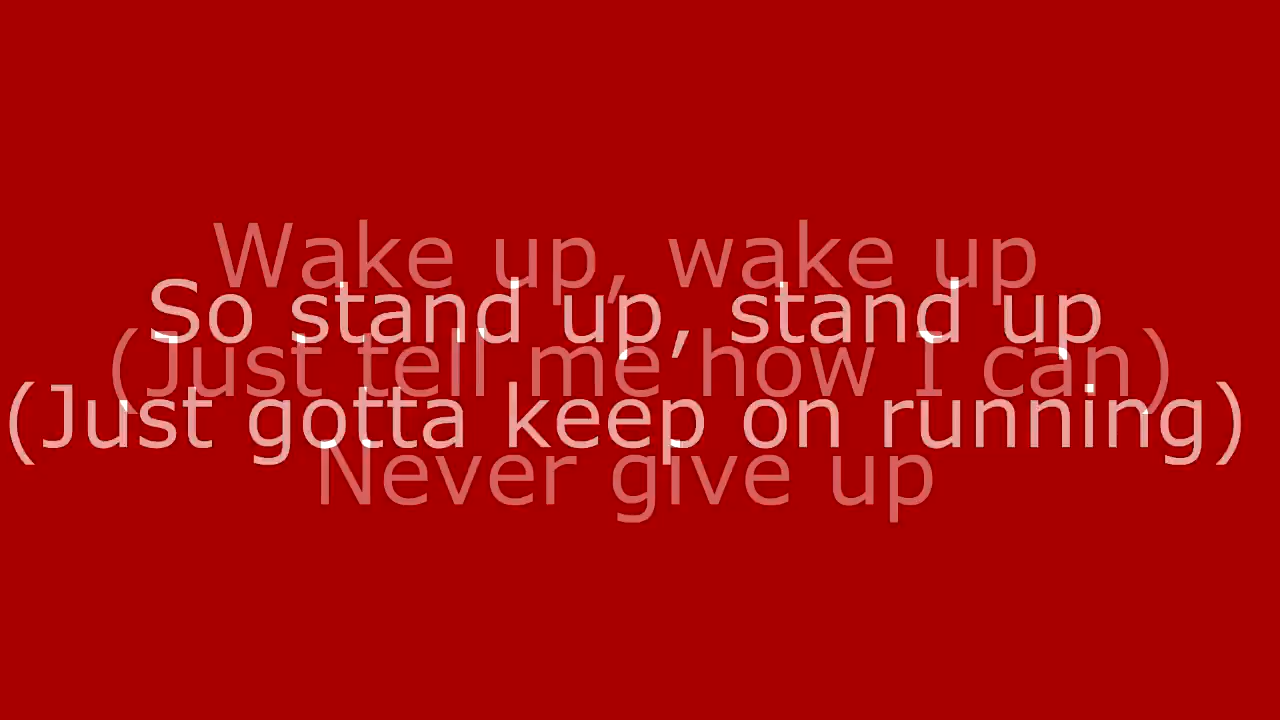 Wake up, wake up
So stand up, stand up
(Just tell me how I can)
(Just gotta keep on running)
Never give up